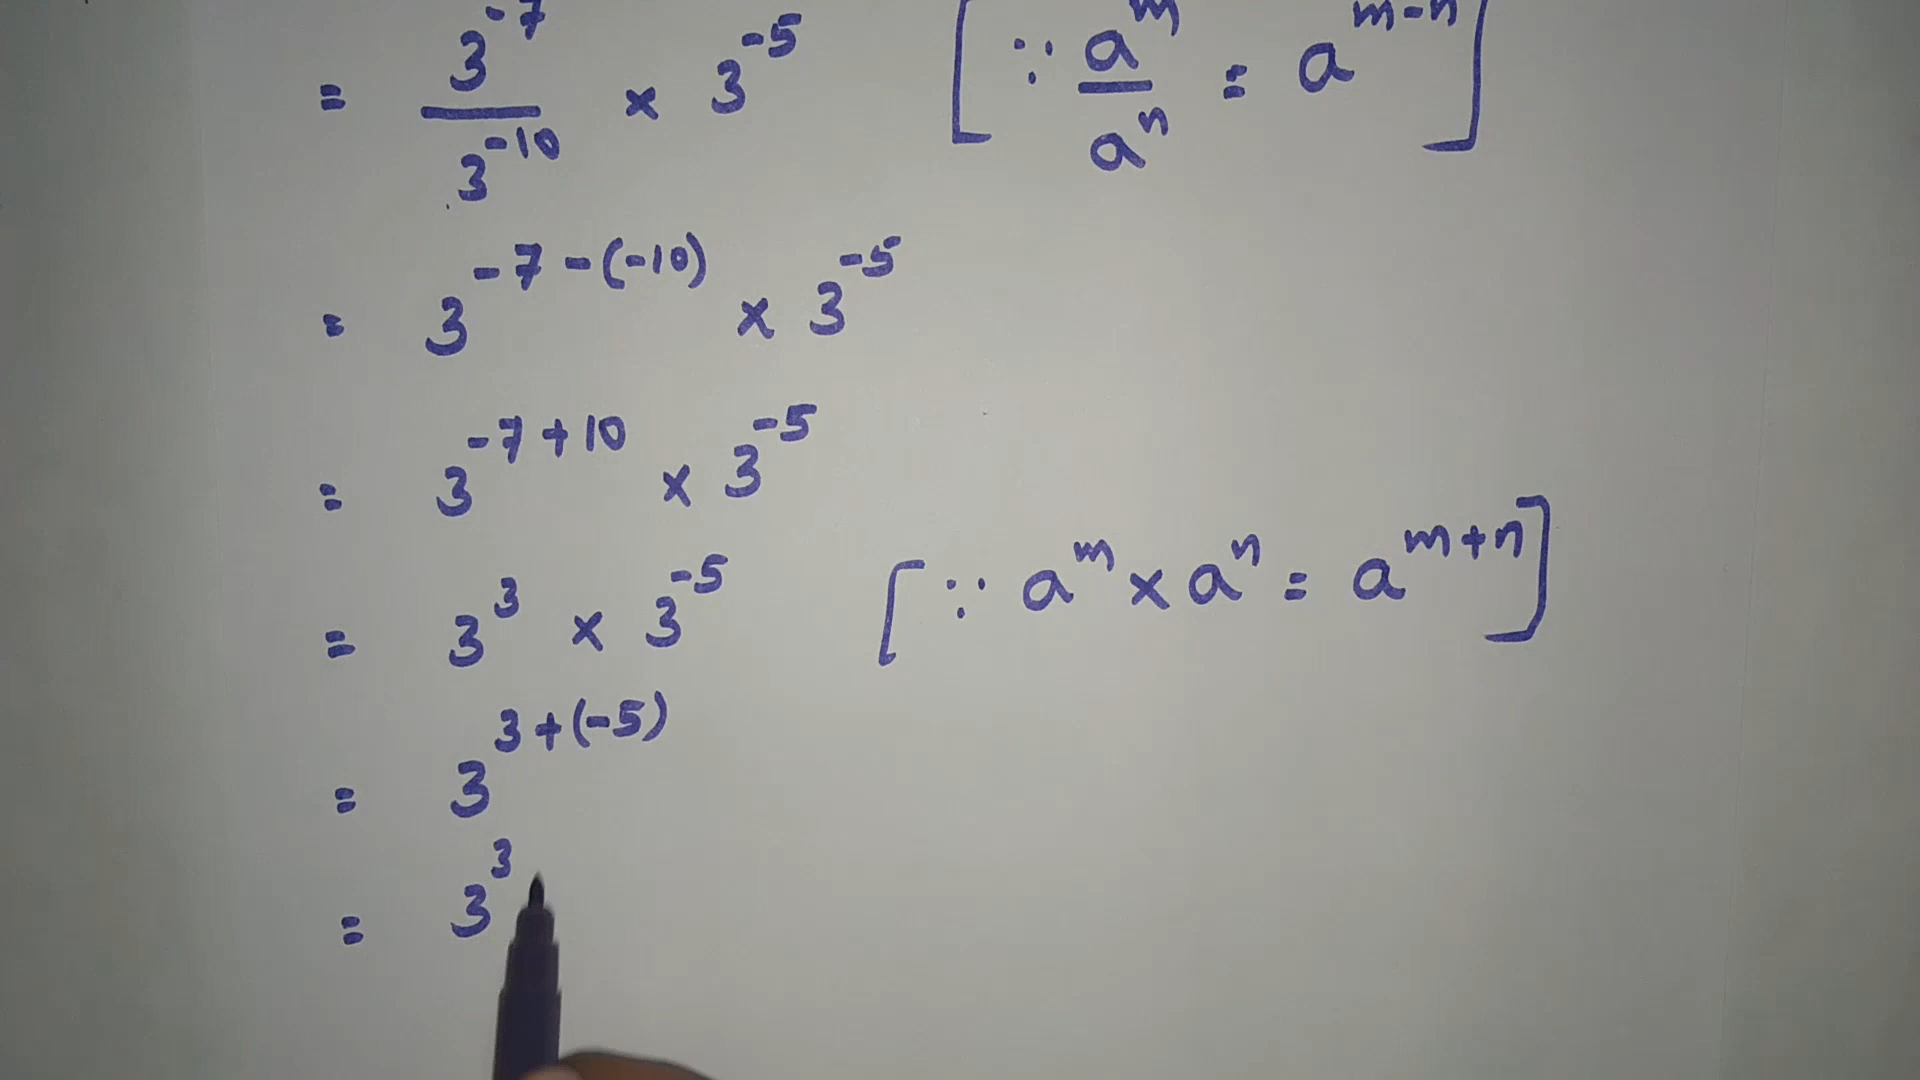 = 3^-7 / 3^-10 × 3^-5 [∵ a^m / a^n = a^m-n]
= 3^-7-(-10) × 3^-5
= 3^-7+10 × 3^-5
= 3^3 × 3^-5 [∵ a^m × a^n = a^m+n]
= 3^3+(-5)
= 3^3